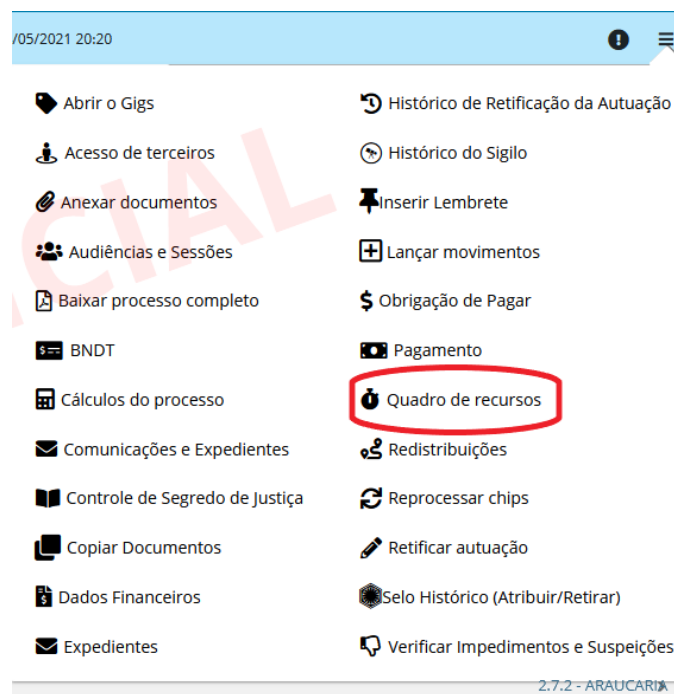 /05/2021 20:20
Abrir o Gigs
Acesso de terceiros
Anexar documentos
Audiências e Sessões
Baixar processo completo
BNDT
Cálculos do processo
Comunicações e Expedientes
Controle de Segredo de Justiça
Copiar Documentos
Dados Financeiros
Expedientes
Histórico de Retificação da Autuação
Histórico do Sigilo
Inserir Lembrete
Lançar movimentos
$ Obrigação de Pagar
Pagamento
Quadro de recursos
Redistribuições
Reprocessar chips
Retificar autuação
Selo Histórico (Atribuir/Retirar)
Verificar Impedimentos e Suspeições
2.7.2 - ARAUCARIA
CIAL